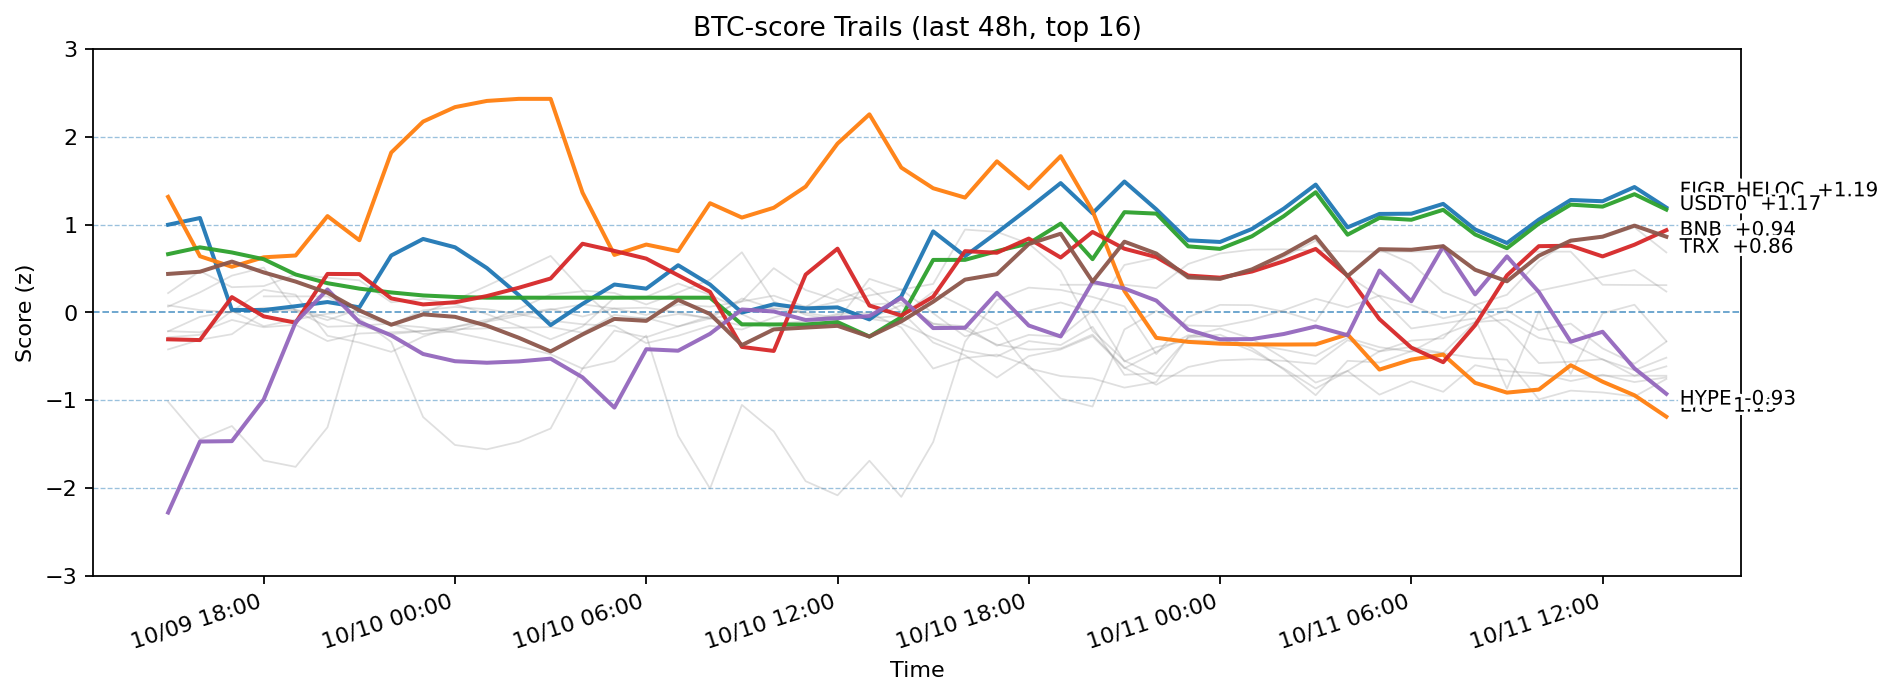 BTC-score Trails (last 48h, top 16)
Score (z)
3
2
1
0
−1
−2
−3
FIGR_HELOC +1.19
USDT0 +1.17
BNB +0.94
TRX +0.86
HYPE -0.93
LTC -1.19
10/09 18:00
10/10 00:00
10/10 06:00
10/10 12:00
10/10 18:00
10/11 00:00
10/11 06:00
10/11 12:00
Time